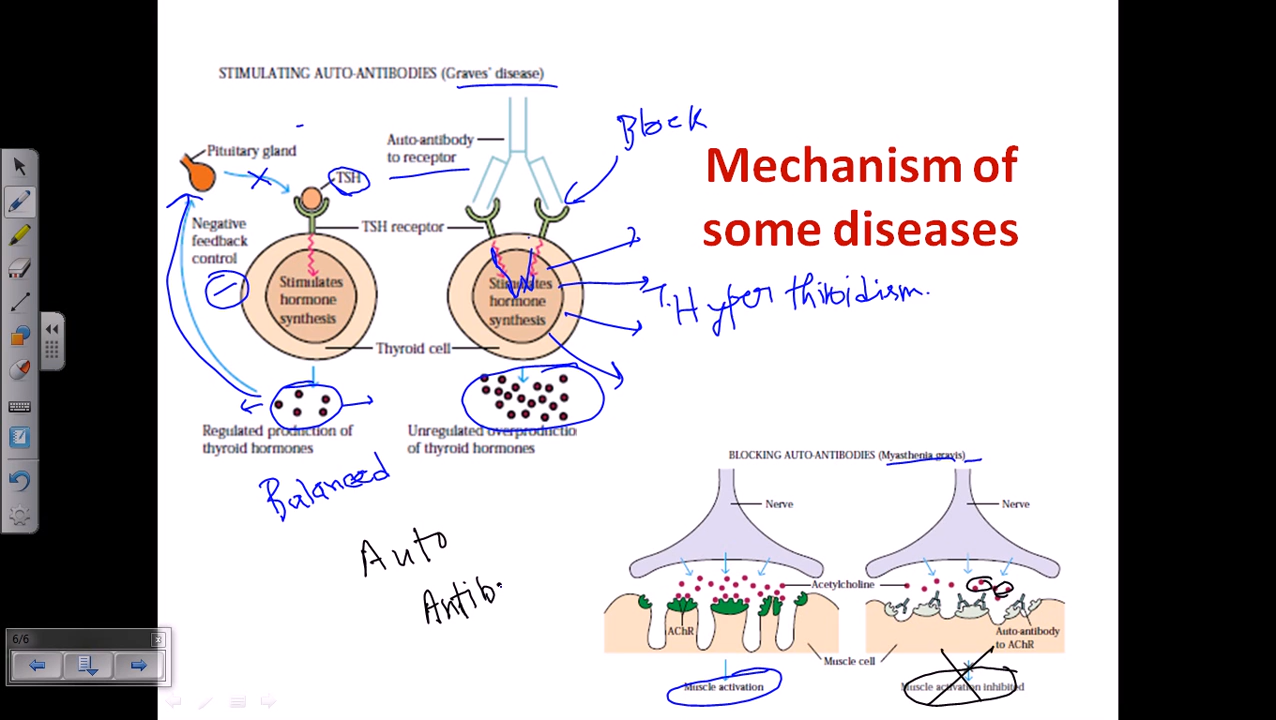 STIMULATING AUTO-ANTIBODIES (Graves' disease)
Pituitary gland
TSH
Auto-antibody
to receptor
Block
Mechanism of
some diseases
Negative
feedback
control
TSH receptor
Stimulates
hormone
synthesis
Stimulates
hormone
synthesis
Hyper thiroidism.
Thyroid cell
Regulated production of
thyroid hormones
Unregulated overproduction
of thyroid hormones
Balanced
Auto
Antib
BLOCKING AUTO-ANTIBODIES (Myasthenia gravis)
Nerve
Nerve
Acetylcholine
AChR
Auto-antibody
to AChR
Muscle cell
Muscle activation
Muscle activation inhibited
6/6